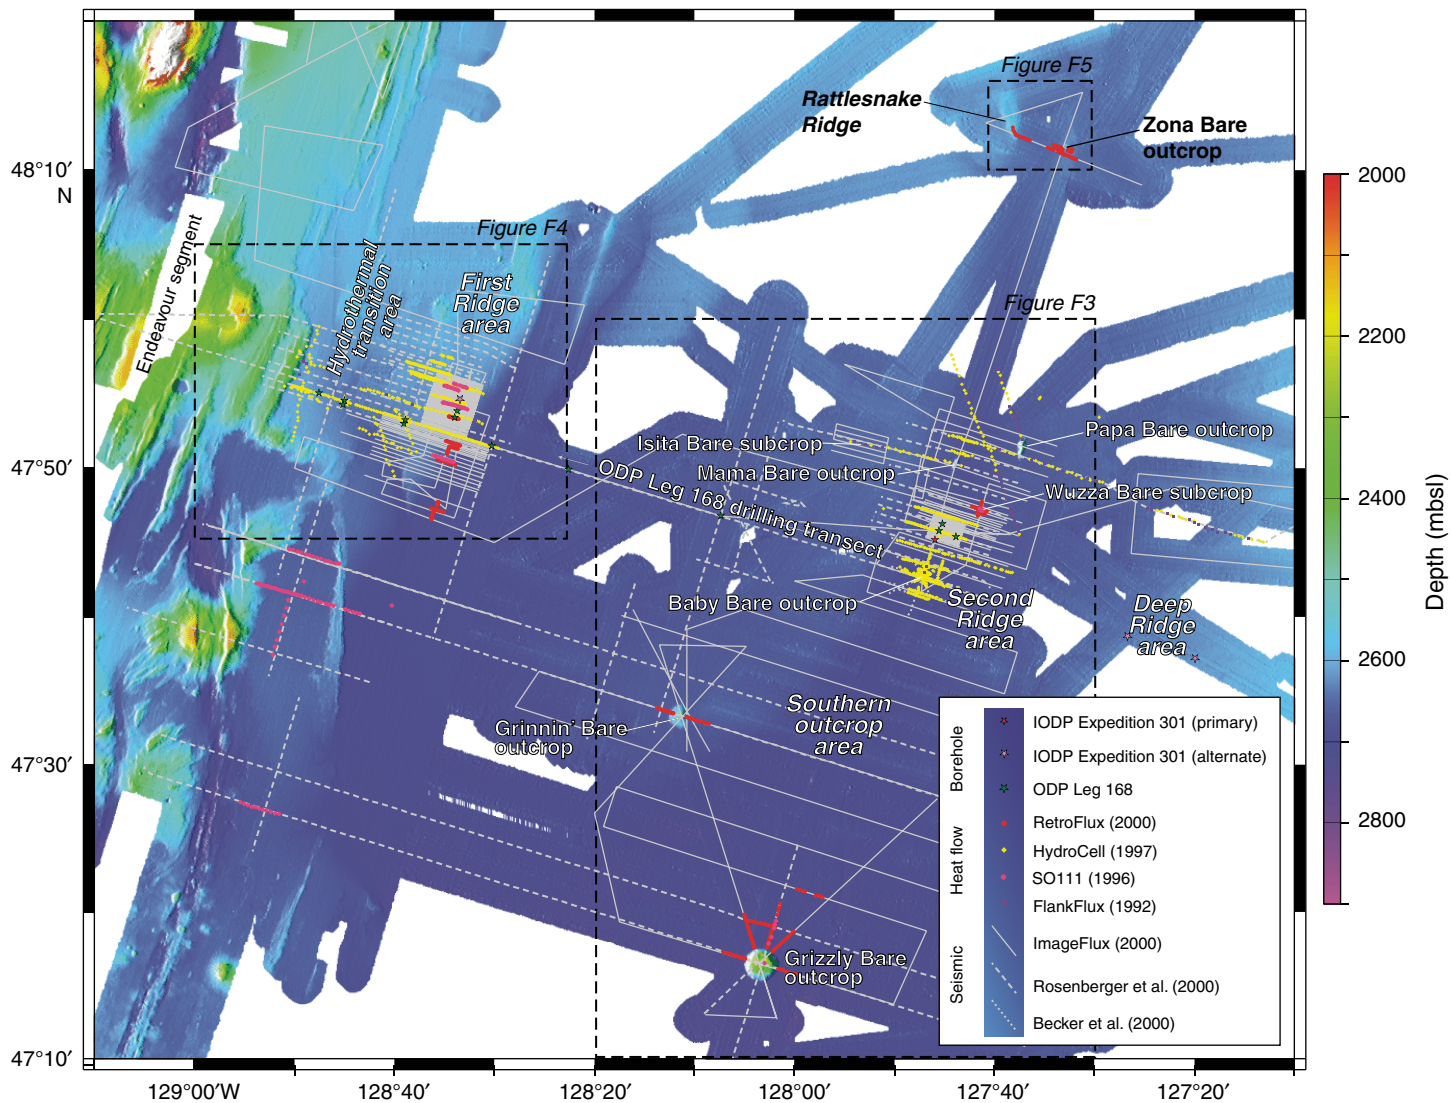 Figure F5
Rattlesnake
Ridge
Zona Bare
outcrop
48°10′
N
Figure F4
Endeavour segment
Hydrothermal
transition
area
First
Ridge
area
Figure F3
Isita Bare subcrop
Papa Bare outcrop
47°50′
ODP Leg 168 drilling transect
Mama Bare outcrop
Wuzza Bare subcrop
Baby Bare outcrop
Second
Ridge
area
Deep
Ridge
area
Southern
outcrop
area
Grinnin' Bare
outcrop
47°30′
Grizzly Bare
outcrop
47°10′
129°00′W
128°40′
128°20′
128°00′
127°40′
127°20′
Borehole
IODP Expedition 301 (primary)
IODP Expedition 301 (alternate)
ODP Leg 168
Heat flow
RetroFlux (2000)
HydroCell (1997)
SO111 (1996)
FlankFlux (1992)
Seismic
ImageFlux (2000)
Rosenberger et al. (2000)
Becker et al. (2000)
2000
2200
2400
2600
2800
Depth (mbsl)